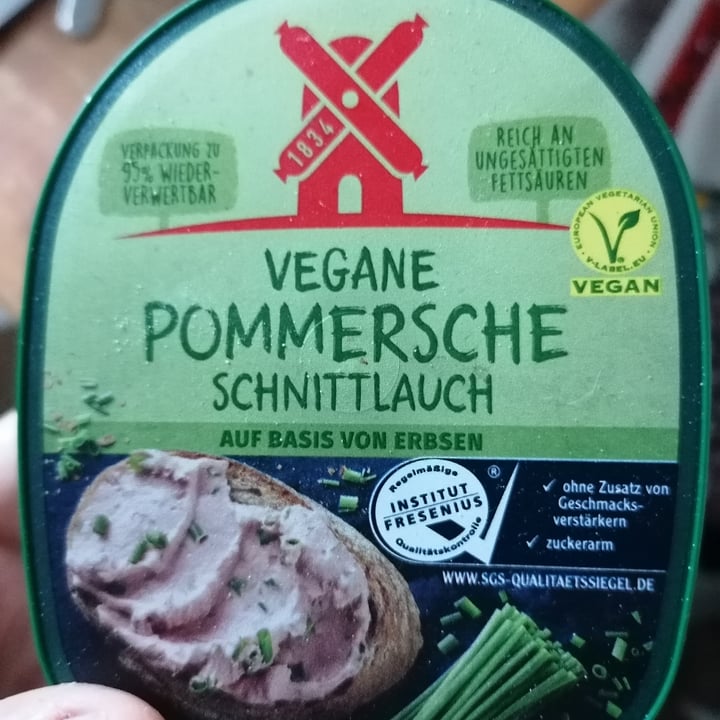 1834
VERPACKUNG ZU
95% WIEDER-
VERWERTBAR
REICH AN
UNGESÄTTIGTEN
FETTSÄUREN
EUROPEAN VEGETARIAN UNION
V-LABEL.EU
VEGAN
VEGANE
POMMERSCHE
SCHNITTLAUCH
AUF BASIS VON ERBSEN
Regelmäßige
INSTITUT
FRESENIUS
Qualitätskontrolle
®
✓ ohne Zusatz von
Geschmacks-
verstärkern
✓ zuckerarm
WWW.SGS-QUALITAETSSIEGEL.DE